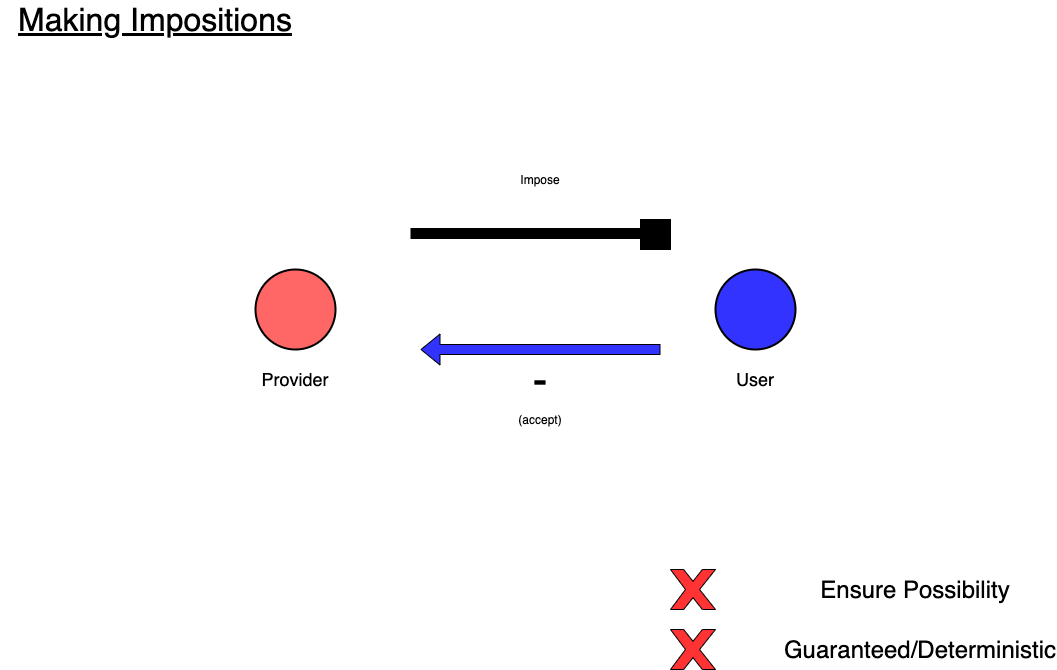 Making Impositions
Impose
Provider
User
-
(accept)
Ensure Possibility
Guaranteed/Deterministic